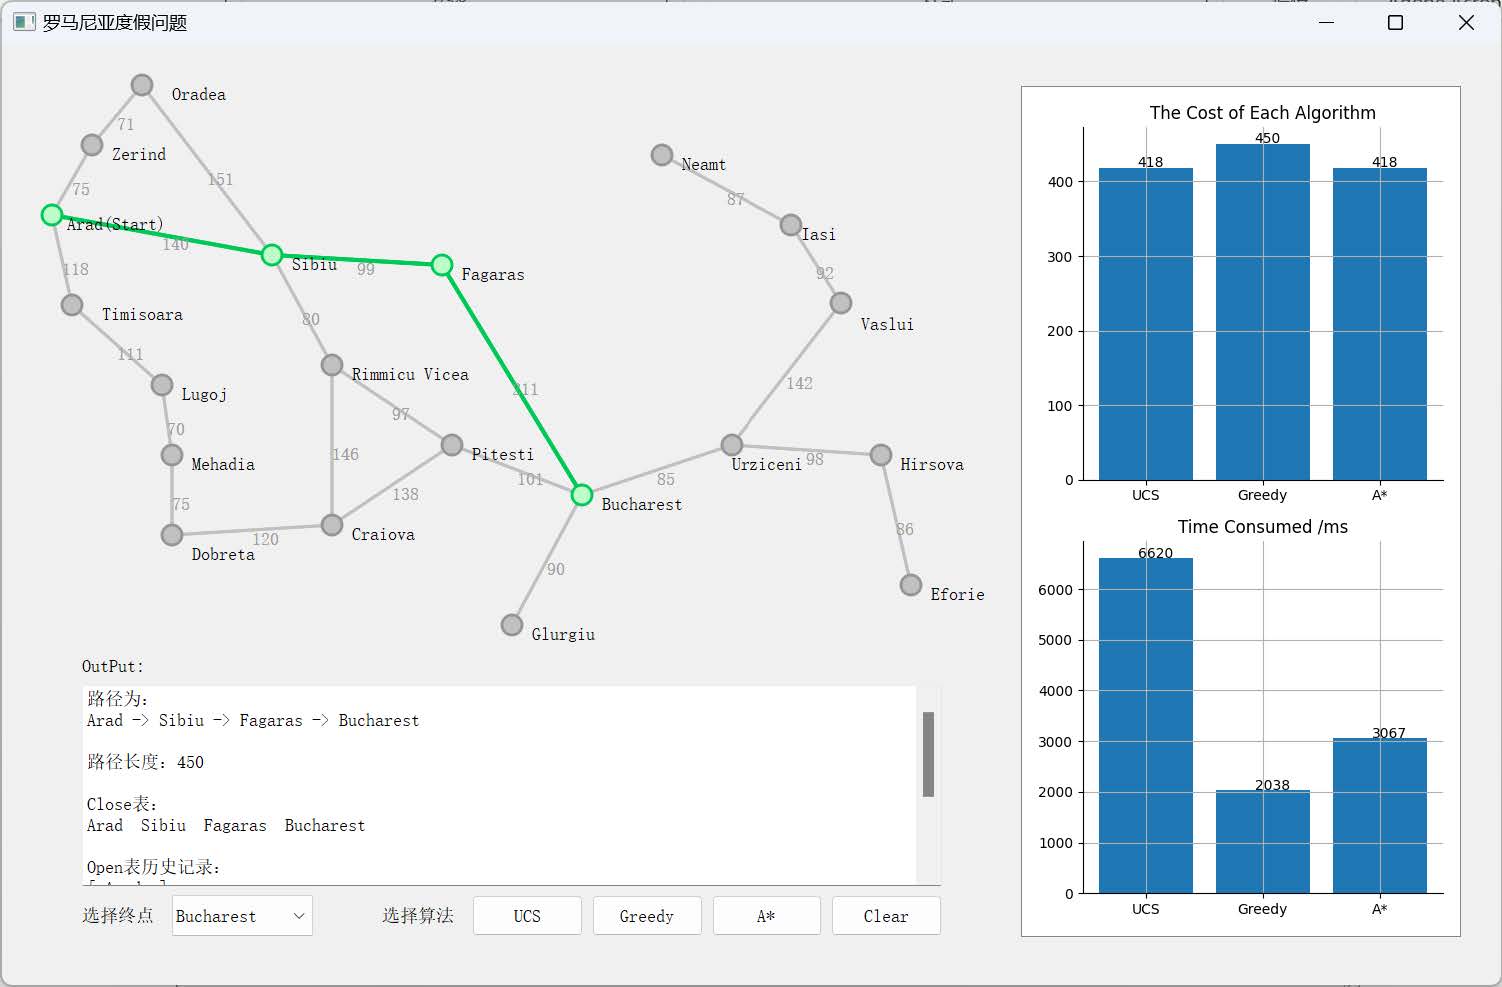 罗马尼亚度假问题
Oradea
71
Zerind
75
151
Arad(Start)
140
118
Sibiu
99
Fagaras
Timisoara
80
111
Rimmicu Vicea
Lugoj
97
211
70
Mehadia
146
Pitesti
101
75
138
Bucharest
Dobreta
120
Craiova
90
Glurgiu
Neamt
87
Iasi
92
Vaslui
142
85
Urziceni
98
Hirsova
86
Eforie
OutPut:
路径为:
Arad -> Sibiu -> Fagaras -> Bucharest
路径长度: 450
Close表:
Arad Sibiu Fagaras Bucharest
Open表历史记录:
选择终点
Bucharest
选择算法
UCS
Greedy
A*
Clear
The Cost of Each Algorithm
450
418
418
400
300
200
100
0
UCS
Greedy
A*
Time Consumed /ms
6620
6000
5000
4000
3067
3000
2038
2000
1000
0
UCS
Greedy
A*